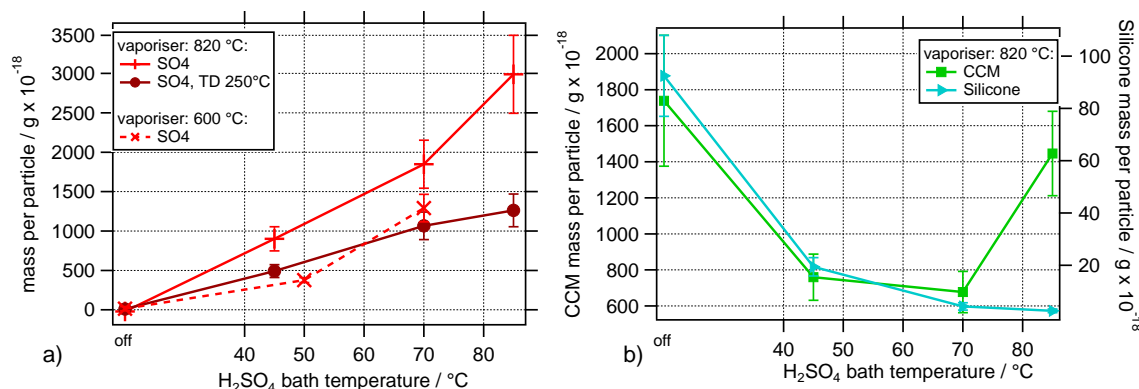 vaporiser: 820 °C:
SO4
SO4, TD 250°C
vaporiser: 600 °C:
SO4
mass per particle / g x 10-18
3500
3000
2500
2000
1500
1000
500
0
off
40
50
60
70
80
a)
H2SO4 bath temperature / °C
vaporiser: 820 °C:
CCM
Silicone
CCM mass per particle / g x 10-18
2000
1800
1600
1400
1200
1000
800
600
Silicone mass per particle / g x 10-18
100
80
60
40
20
off
40
50
60
70
80
b)
H2SO4 bath temperature / °C